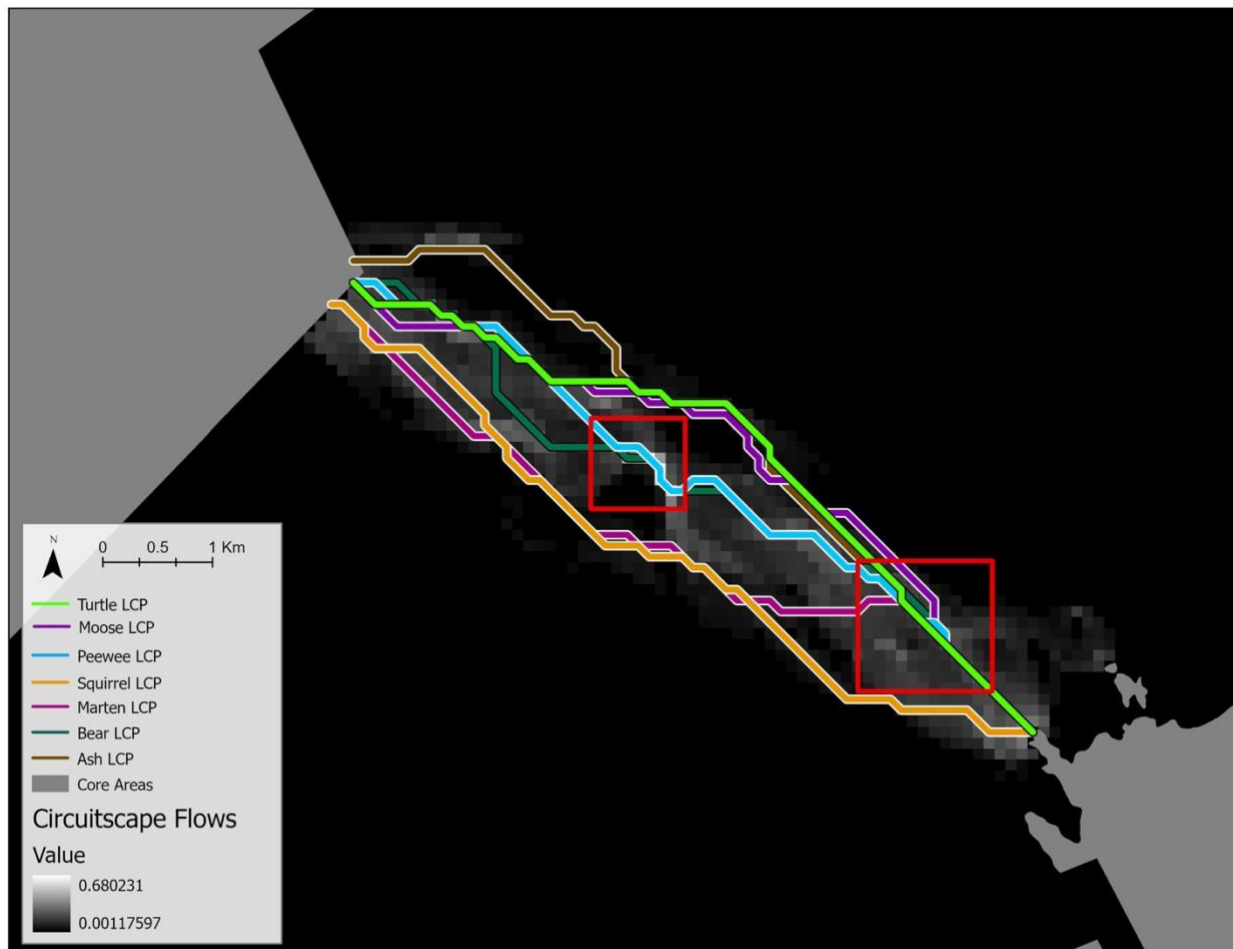 N
0 0.5 1 Km
Turtle LCP
Moose LCP
Peewee LCP
Squirrel LCP
Marten LCP
Bear LCP
Ash LCP
Core Areas
Circuitscape Flows
Value
0.680231
0.00117597